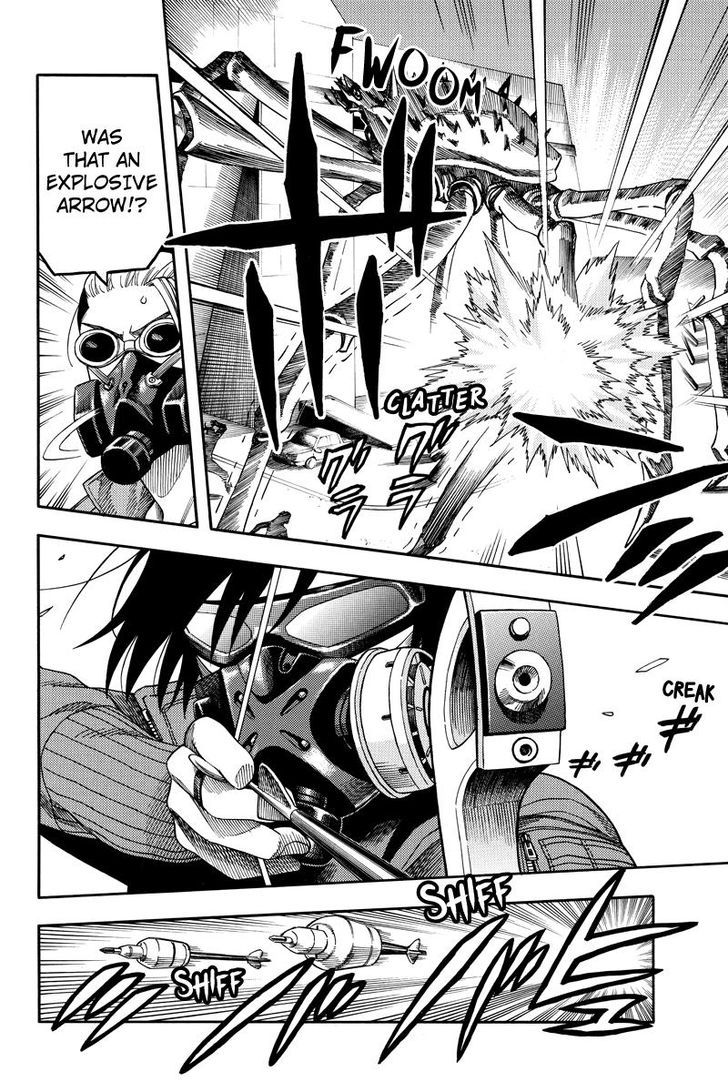 FWOOM
WAS
THAT AN
EXPLOSIVE
ARROW!?
CLATTER
グラ
グラ
CREAK
ギ
ギ
ギ
SHIFF
SHIFF